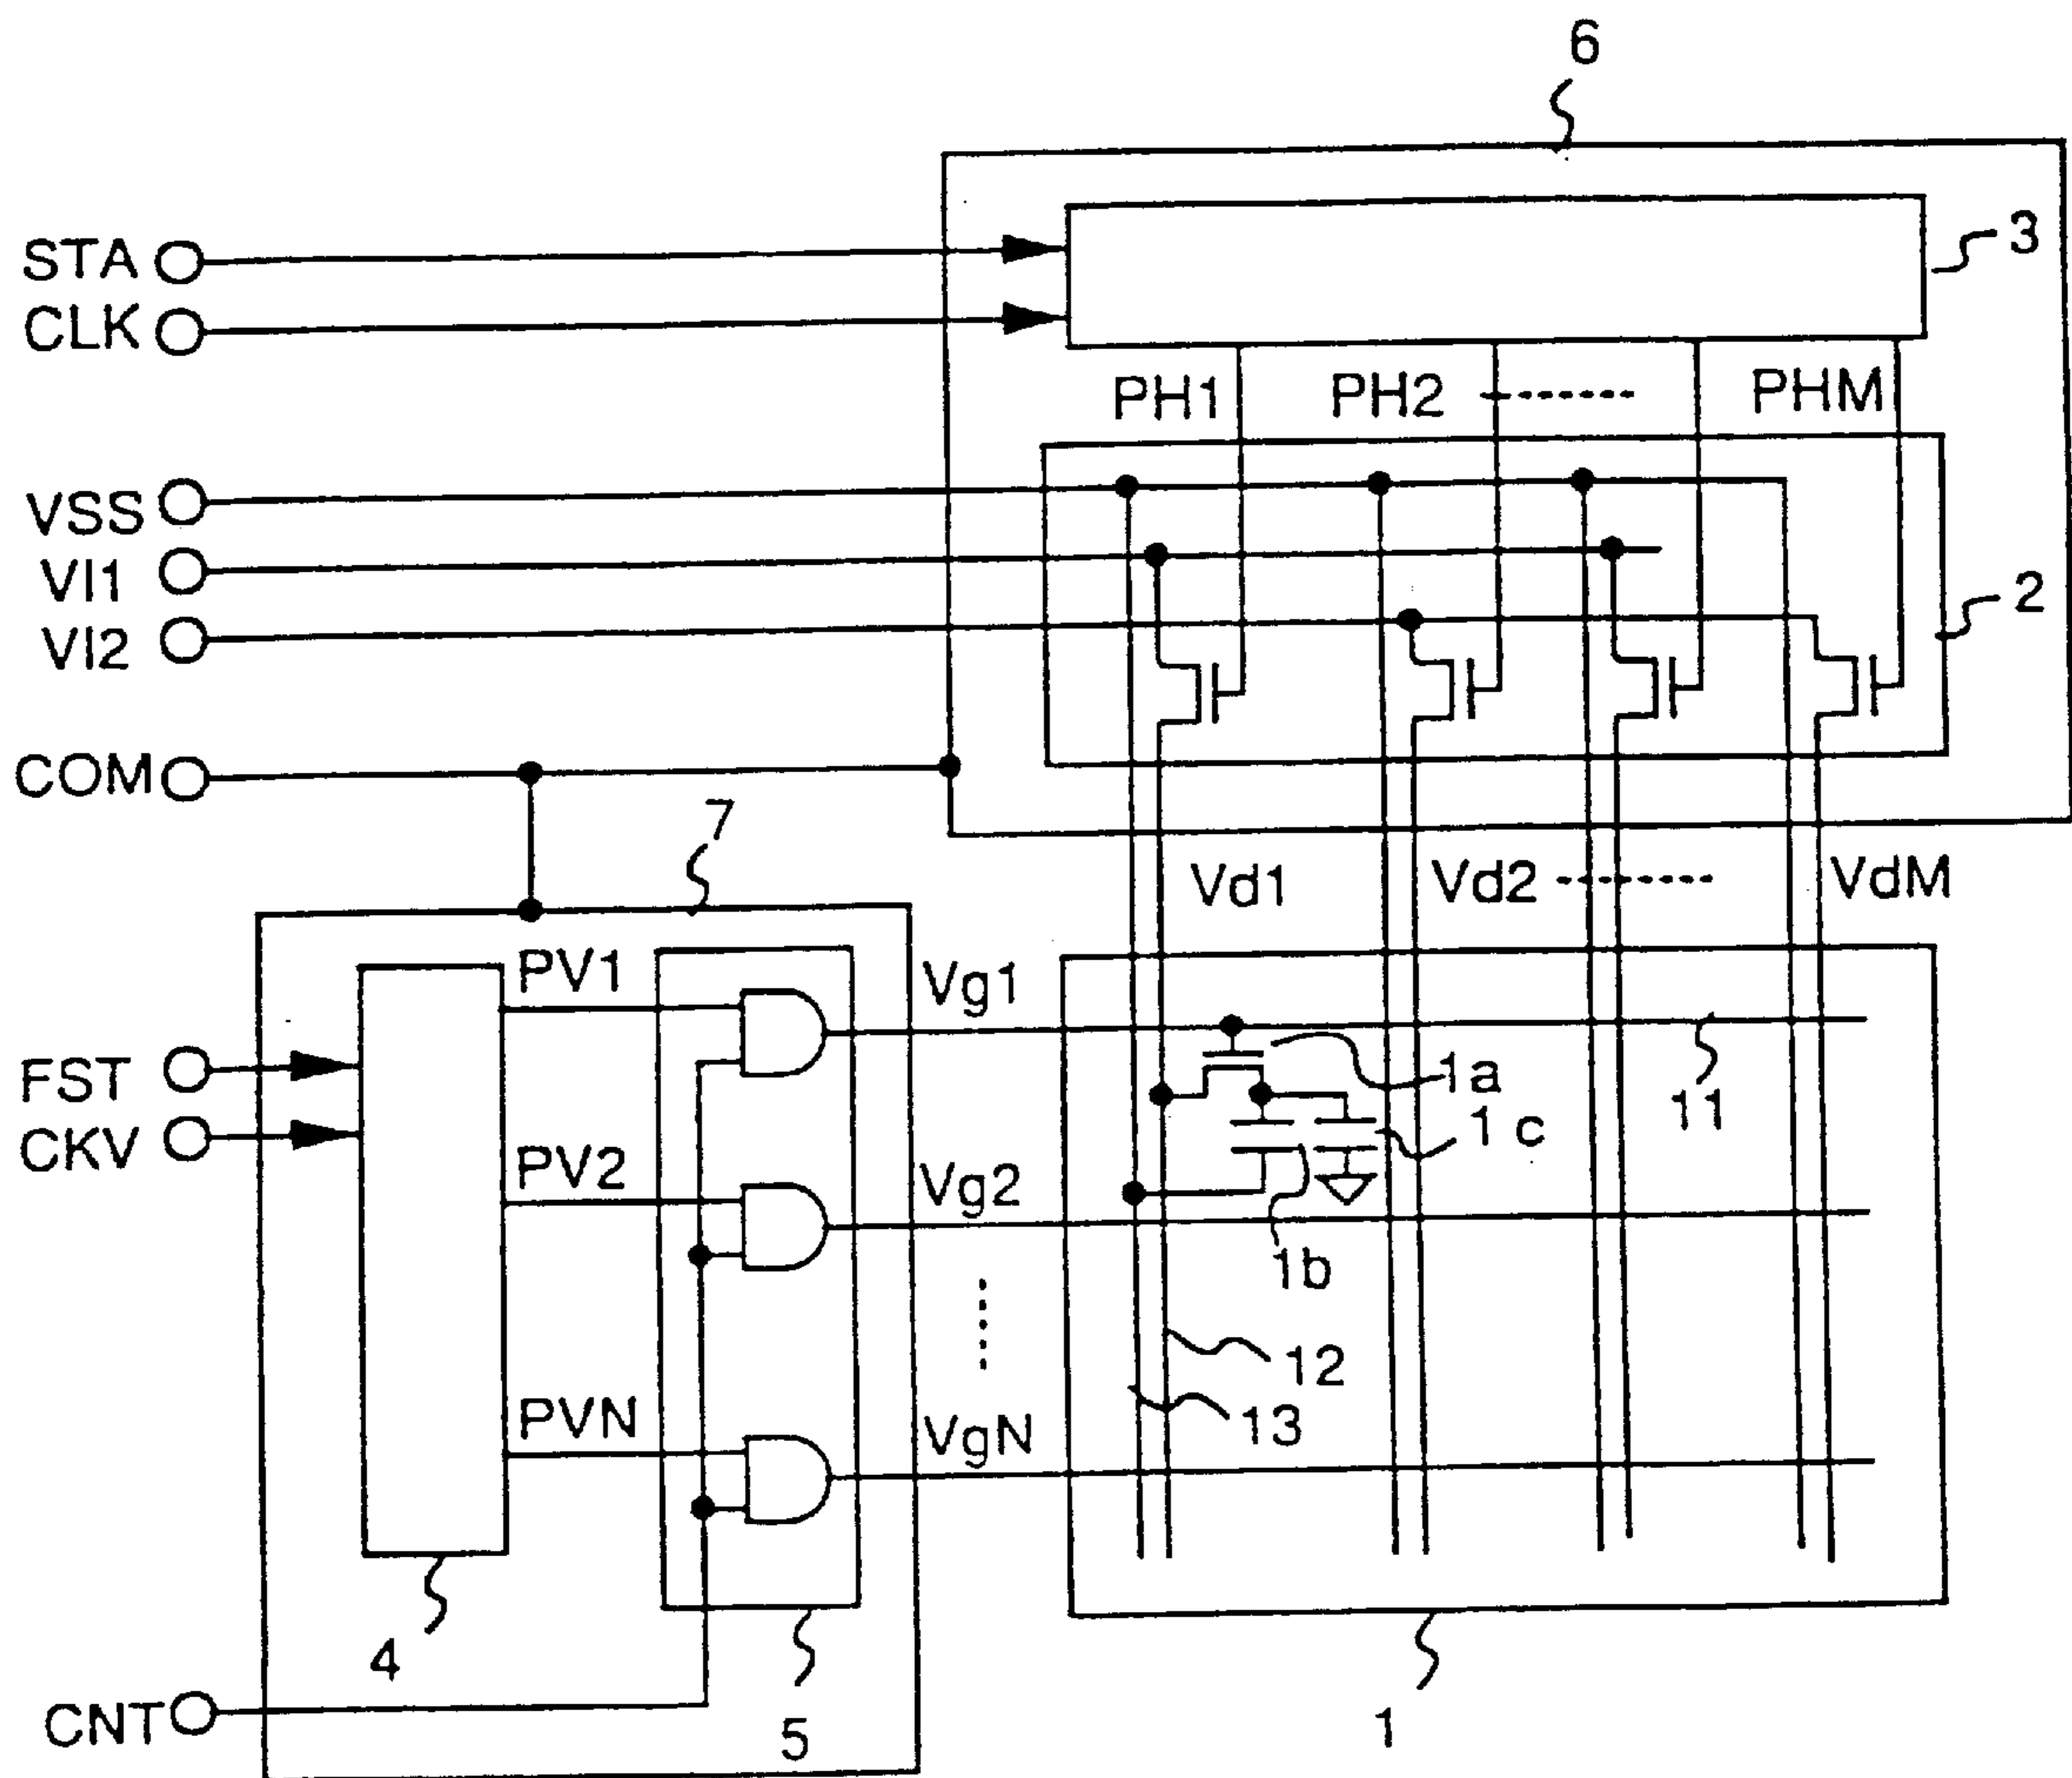 6
STA
3
CLK
PH1 PH2 PHM
VSS
VI1
2
VI2
COM
7
Vd1 Vd2 VdM
PV1
Vg1
FST
1a
11
1c
CKV
PV2
Vg2
1b
12
PVN
13
VgN
4
CNT
5
1